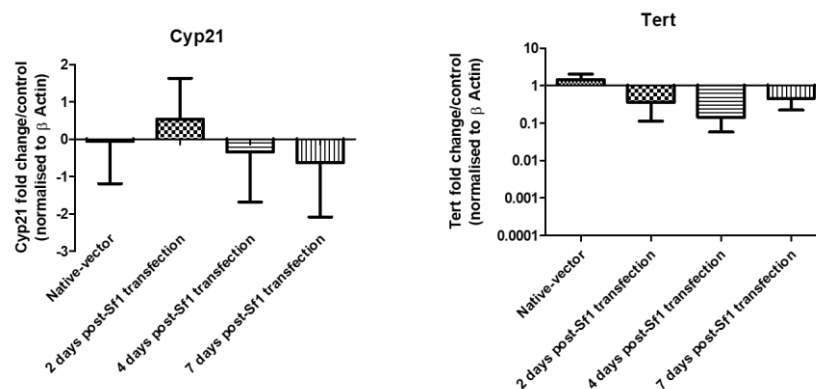 Cyp21
Cyp21 fold change/control
(normalised to β Actin)
2
1
0
-1
-2
-3
Native-vector
2 days post-Sf1 transfection
4 days post-Sf1 transfection
7 days post-Sf1 transfection
Tert
Tert fold change/control
(normalised to β Actin)
10
1
0.1
0.01
0.001
0.0001
Native-vector
2 days post-Sf1 transfection
4 days post-Sf1 transfection
7 days post-Sf1 transfection